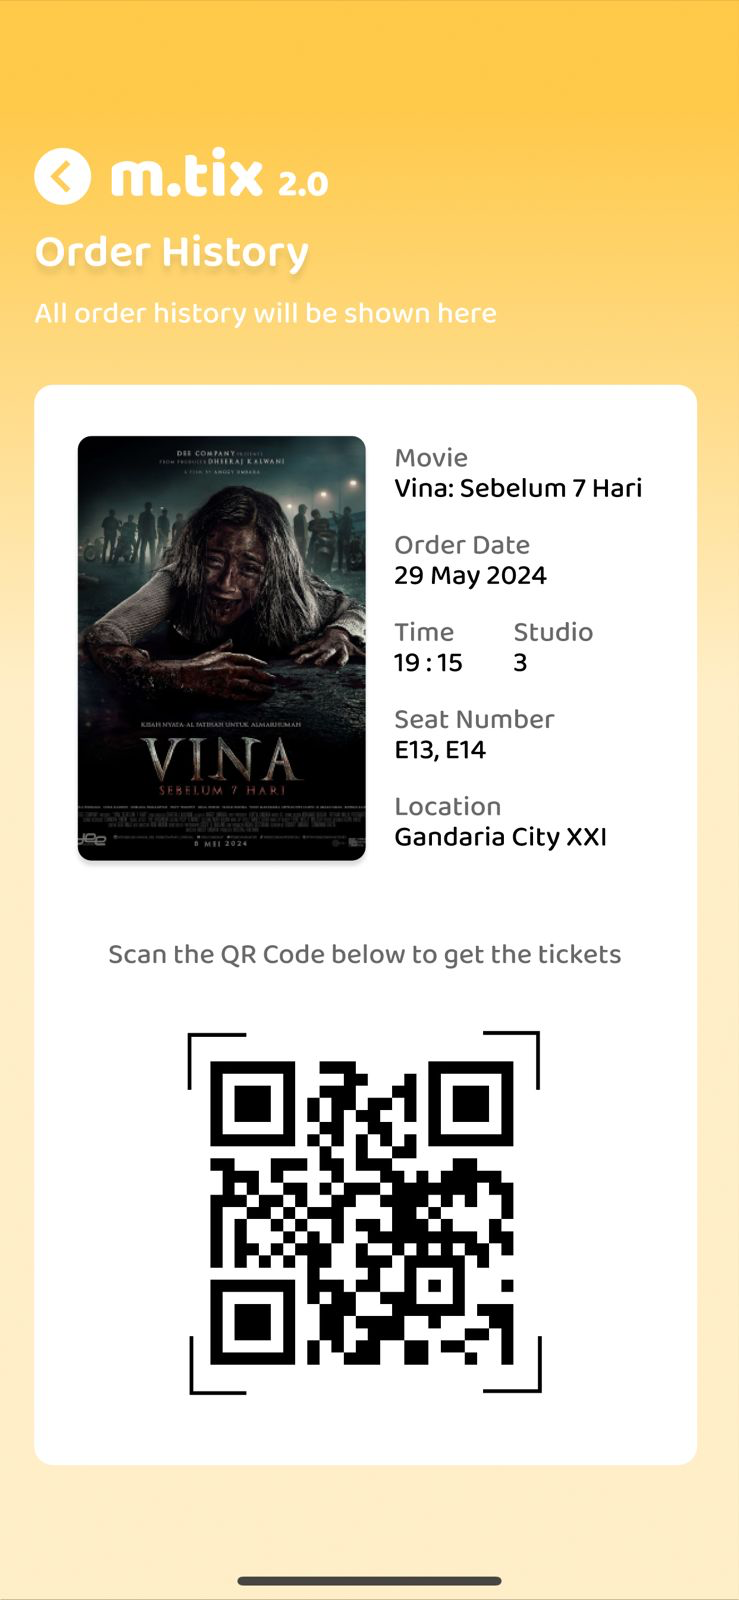 m.tix 2.0
Order History
All order history will be shown here
DEE COMPANY PRESENTS
FROM PRODUCER DHEERAJ KALWANI
A FILM BY ANGGY UMBARA
KISAH NYATA-AL FATIHAH UNTUK ALMARHUMAH
VINA
SEBELUM 7 HARI
dee
8 MEI 2024
Movie
Vina: Sebelum 7 Hari
Order Date
29 May 2024
Time Studio
19 : 15 3
Seat Number
E13, E14
Location
Gandaria City XXI
Scan the QR Code below to get the tickets